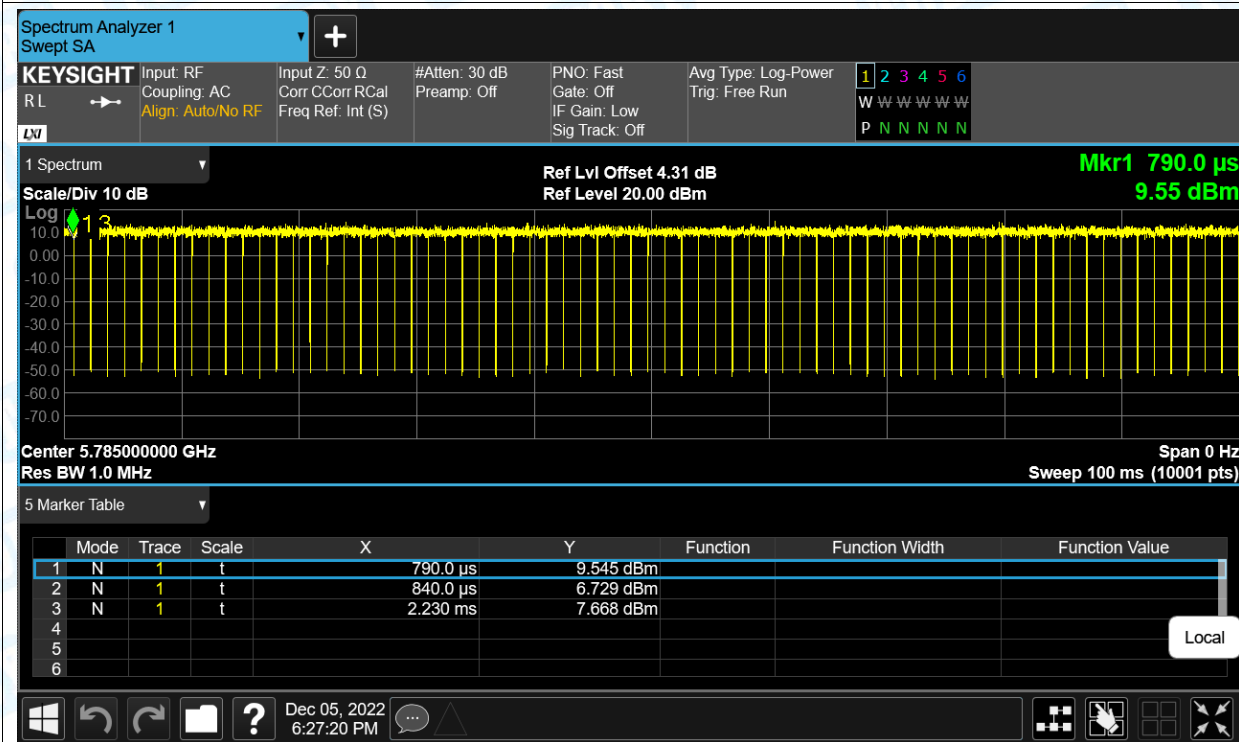 Spectrum Analyzer 1
Swept SA
KEYSIGHT
R L
LXI
Input: RF
Coupling: AC
Align: Auto/No RF
Input Z: 50 Ω
Corr CCorr RCal
Freq Ref: Int (S)
#Atten: 30 dB
Preamp: Off
PNO: Fast
Gate: Off
IF Gain: Low
Sig Track: Off
Avg Type: Log-Power
Trig: Free Run
1 2 3 4 5 6
W W W W W W
P N N N N N
1 Spectrum
Scale/Div 10 dB
Ref Lvl Offset 4.31 dB
Ref Level 20.00 dBm
Mkr1 790.0 µs
9.55 dBm
Log
1 3
10.0
0.00
-10.0
-20.0
-30.0
-40.0
-50.0
-60.0
-70.0
Center 5.785000000 GHz
Res BW 1.0 MHz
Span 0 Hz
Sweep 100 ms (10001 pts)
5 Marker Table
Mode Trace Scale X Y Function Function Width Function Value
1 N 1 t 790.0 µs 9.545 dBm
2 N 1 t 840.0 µs 6.729 dBm
3 N 1 t 2.230 ms 7.668 dBm
4
5
6
Local
?
Dec 05, 2022
6:27:20 PM